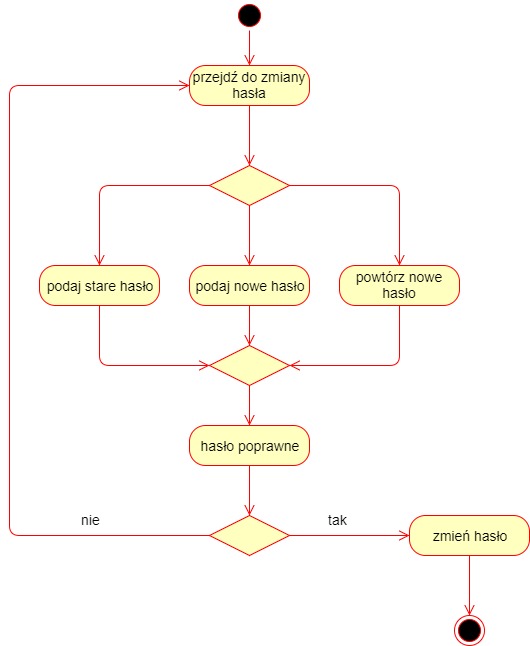 przejdź do zmiany
hasła
podaj stare hasło
podaj nowe hasło
powtórz nowe
hasło
hasło poprawne
nie
tak
zmień hasło